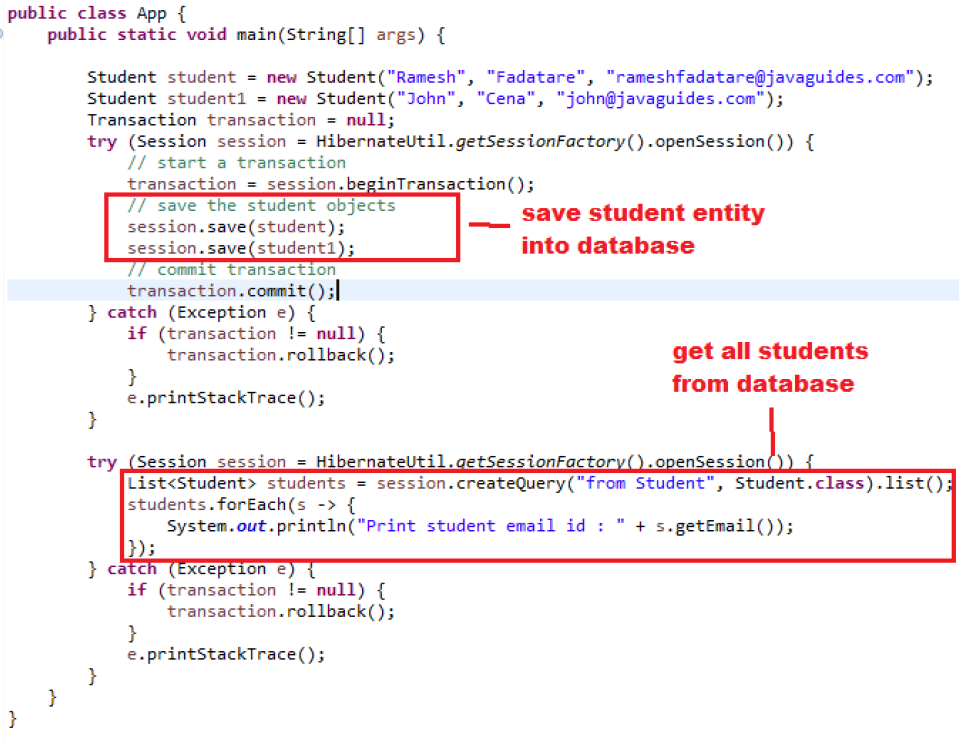 public class App {
public static void main(String[] args) {
Student student = new Student("Ramesh", "Fadatare", "rameshfadatare@javaguides.com");
Student student1 = new Student("John", "Cena", "john@javaguides.com");
Transaction transaction = null;
try (Session session = HibernateUtil.getSessionFactory().openSession()) {
// start a transaction
transaction = session.beginTransaction();
// save the student objects
session.save(student);
session.save(student1);
save student entity
into database
// commit transaction
transaction.commit();
} catch (Exception e) {
if (transaction != null) {
transaction.rollback();
}
e.printStackTrace();
}
get all students
from database
try (Session session = HibernateUtil.getSessionFactory().openSession()) {
List<Student> students = session.createQuery("from Student", Student.class).list();
students.forEach(s -> {
System.out.println("Print student email id : " + s.getEmail());
});
} catch (Exception e) {
if (transaction != null) {
transaction.rollback();
}
e.printStackTrace();
}
}
}